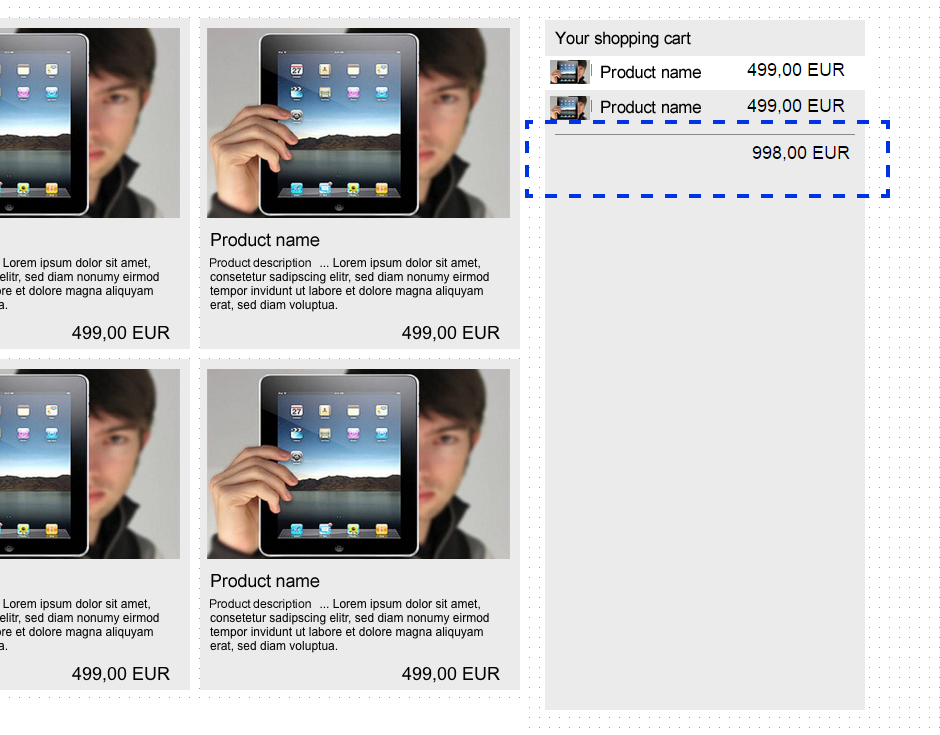 Your shopping cart
Product name 499,00 EUR
Product name 499,00 EUR
998,00 EUR
27
27
Product name
Lorem ipsum dolor sit amet,
elitr, sed diam nonumy eirmod
ore et dolore magna aliquyam
a.
499,00 EUR
Product description ... Lorem ipsum dolor sit amet,
consetetur sadipscing elitr, sed diam nonumy eirmod
tempor invidunt ut labore et dolore magna aliquyam
erat, sed diam voluptua.
499,00 EUR
Lorem ipsum dolor sit amet,
elitr, sed diam nonumy eirmod
ore et dolore magna aliquyam
a.
499,00 EUR
Product name
Product description ... Lorem ipsum dolor sit amet,
consetetur sadipscing elitr, sed diam nonumy eirmod
tempor invidunt ut labore et dolore magna aliquyam
erat, sed diam voluptua.
499,00 EUR